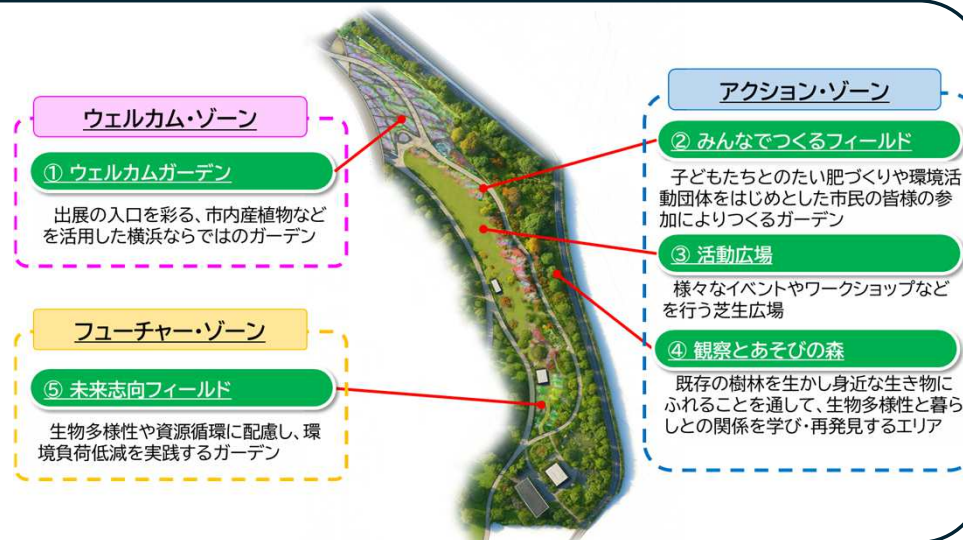 ウェルカム・ゾーン
① ウェルカムガーデン
出展の入口を彩る、市内産植物など
を活用した横浜ならではのガーデン
フューチャー・ゾーン
⑤ 未来志向フィールド
生物多様性や資源循環に配慮し、環
境負荷低減を実践するガーデン
アクション・ゾーン
② みんなでつくるフィールド
子どもたちとのたい肥づくりや環境活
動団体をはじめとした市民の皆様の参
加によりつくるガーデン
③ 活動広場
様々なイベントやワークショップなど
を行う芝生広場
④ 観察とあそびの森
既存の樹林を生かし身近な生き物に
ふれることを通して、生物多様性と暮ら
しとの関係を学び・再発見するエリア